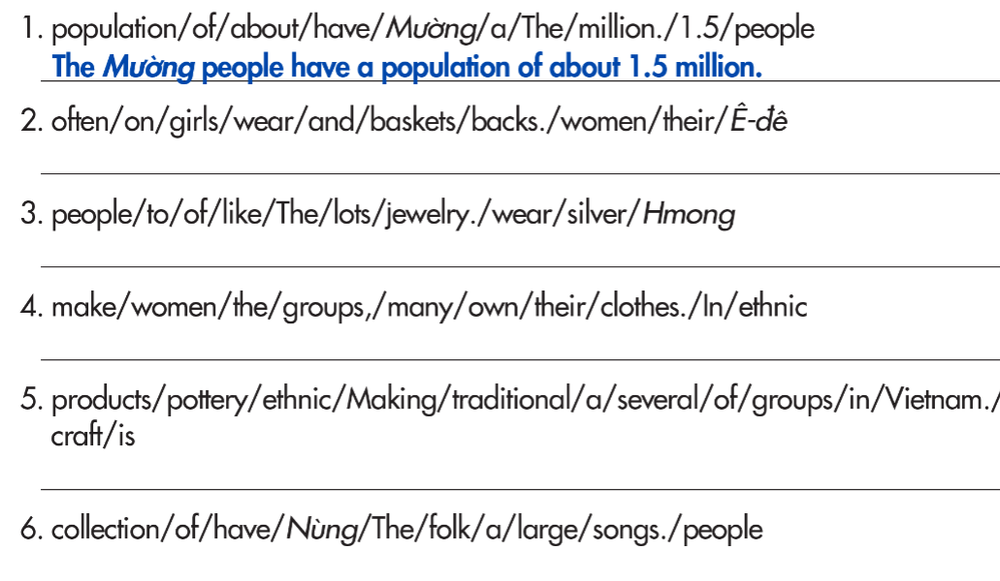 1. population/of/about/have/Mường/a/The/million./1.5/people
The Mường people have a population of about 1.5 million.
2. often/on/girls/wear/and/baskets/backs./women/their/Ê-đê
3. people/to/of/like/The/lots/jewelry./wear/silver/Hmong
4. make/women/the/groups,/many/own/their/clothes./In/ethnic
5. products/pottery/ethnic/Making/traditional/a/several/of/groups/in/Vietnam./
craft/is
6. collection/of/have/Nùng/The/folk/a/large/songs./people